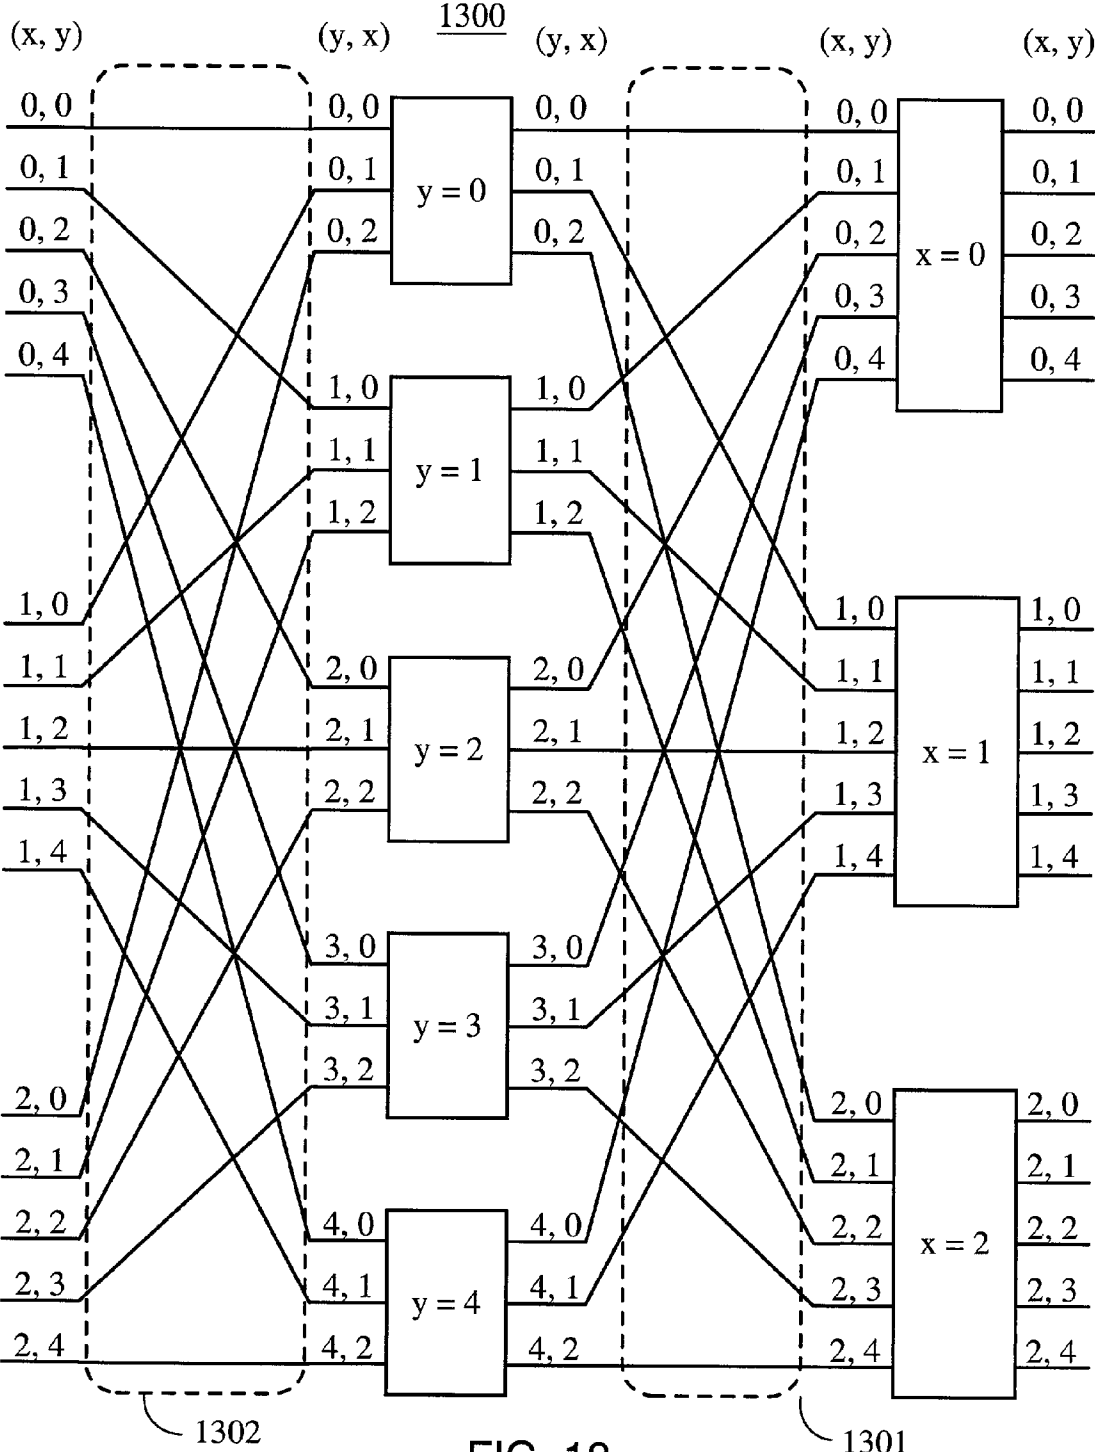 1300
(x, y) (y, x) (y, x) (x, y) (x, y)
0, 0 0, 0 0, 0 0, 0 0, 0
0, 1 0, 1 y = 0 0, 1 0, 1 0, 1
0, 2 0, 2 0, 2 0, 2 x = 0 0, 2
0, 3 0, 3 0, 3
0, 4 1, 0 1, 0 0, 4 0, 4
1, 1 y = 1 1, 1
1, 2 1, 2
1, 0 1, 0 1, 0
1, 1 2, 0 2, 0 1, 1 1, 1
1, 2 2, 1 y = 2 2, 1 1, 2 x = 1 1, 2
1, 3 2, 2 2, 2 1, 3 1, 3
1, 4 1, 4 1, 4
3, 0 3, 0
3, 1 y = 3 3, 1
2, 0 3, 2 3, 2 2, 0 2, 0
2, 1 2, 1 2, 1
2, 2 4, 0 4, 0 2, 2 x = 2 2, 2
2, 3 4, 1 y = 4 4, 1 2, 3 2, 3
2, 4 4, 2 4, 2 2, 4 2, 4
1302 1301